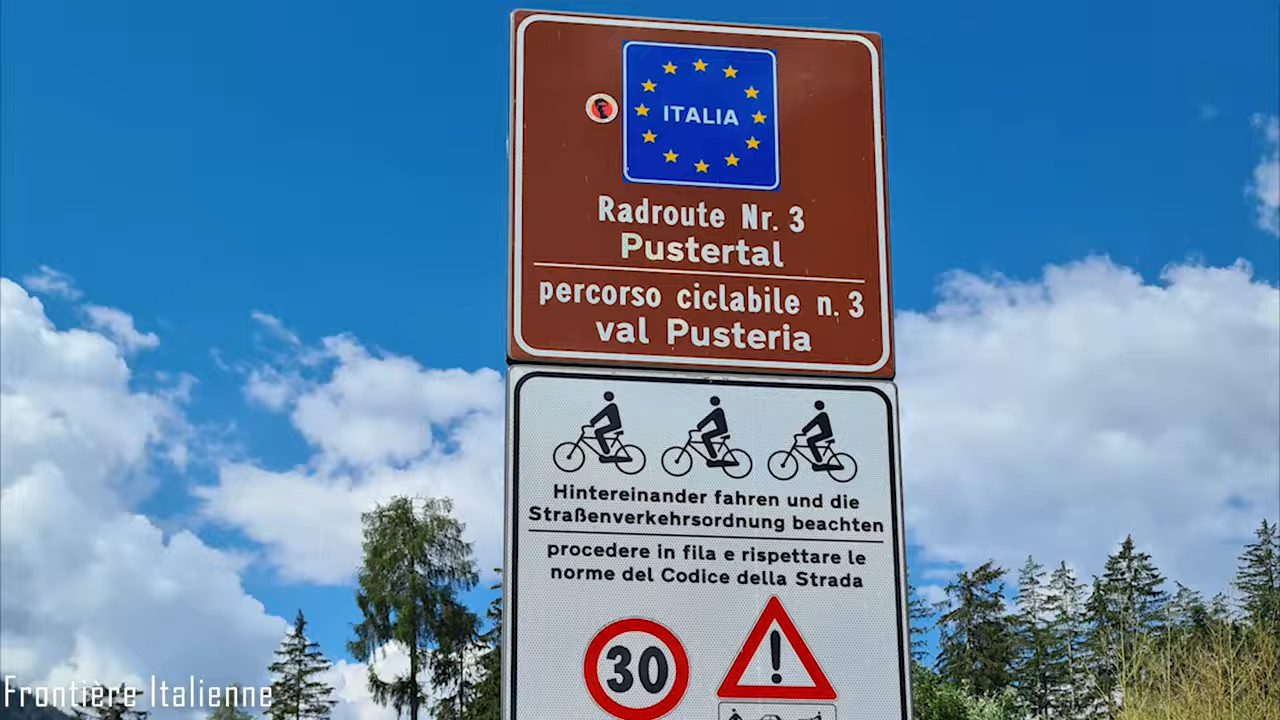 ITALIA
Radroute Nr. 3
Pustertal
percorso ciclabile n. 3
val Pusteria
Hintereinander fahren und die
Straßenverkehrsordnung beachten
procedere in fila e rispettare le
norme del Codice della Strada
30
!
Frontière Italienne